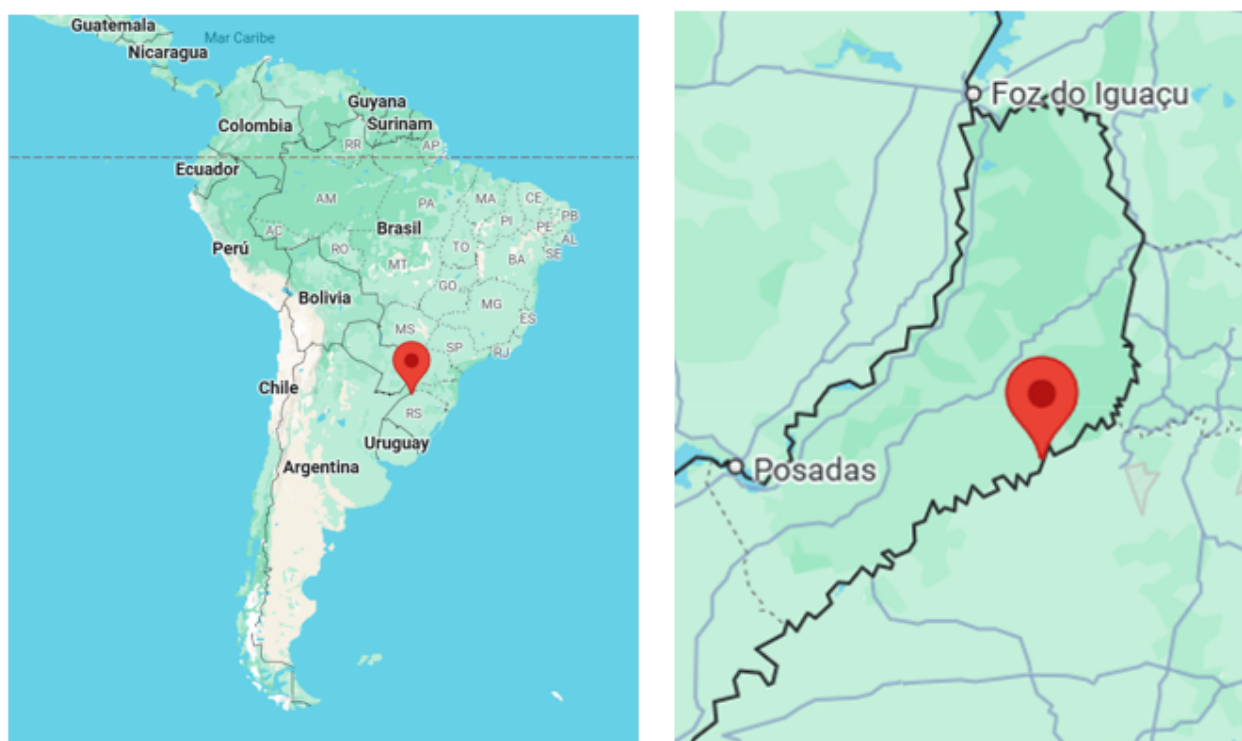 Guatemala
Mar Caribe
Nicaragua
Guyana
Colombia
Surinam
RR
AP
Ecuador
AM
PA
MA
CE
PB
PI
PE
AL
AC
Brasil
TO
SE
Perú
RO
MT
BA
GO
Bolivia
MG
MS
ES
SP
RJ
Chile
RS
Uruguay
Argentina
Foz do Iguaçu
Posadas